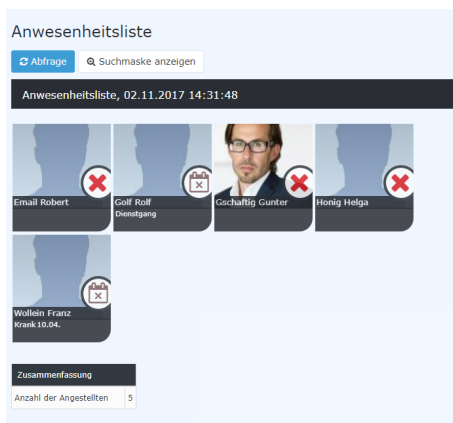 Anwesenheitsliste
Abfrage Suchmaske anzeigen
Anwesenheitsliste, 02.11.2017 14:31:48
Email Robert Golf Rolf Gschaftig Gunter Honig Helga
Dienstgang
Wollein Franz
Krank 10.04.
Zusammenfassung
Anzahl der Angestellten 5